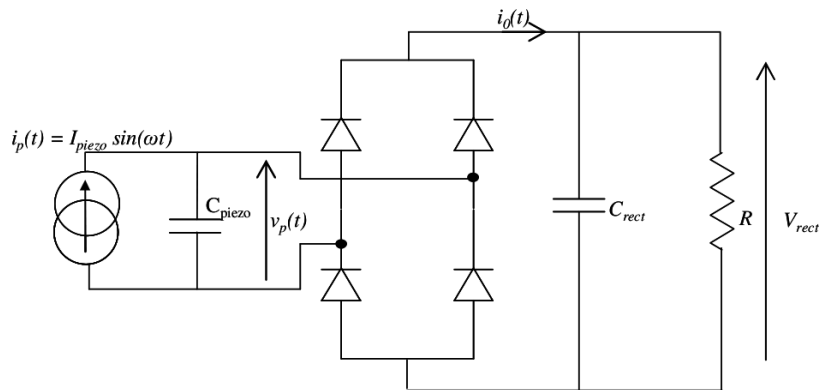 i0(t)
ip(t) = Ipiezo sin(ωt)
Cpiezo
vp(t)
Crect
R
Vrect